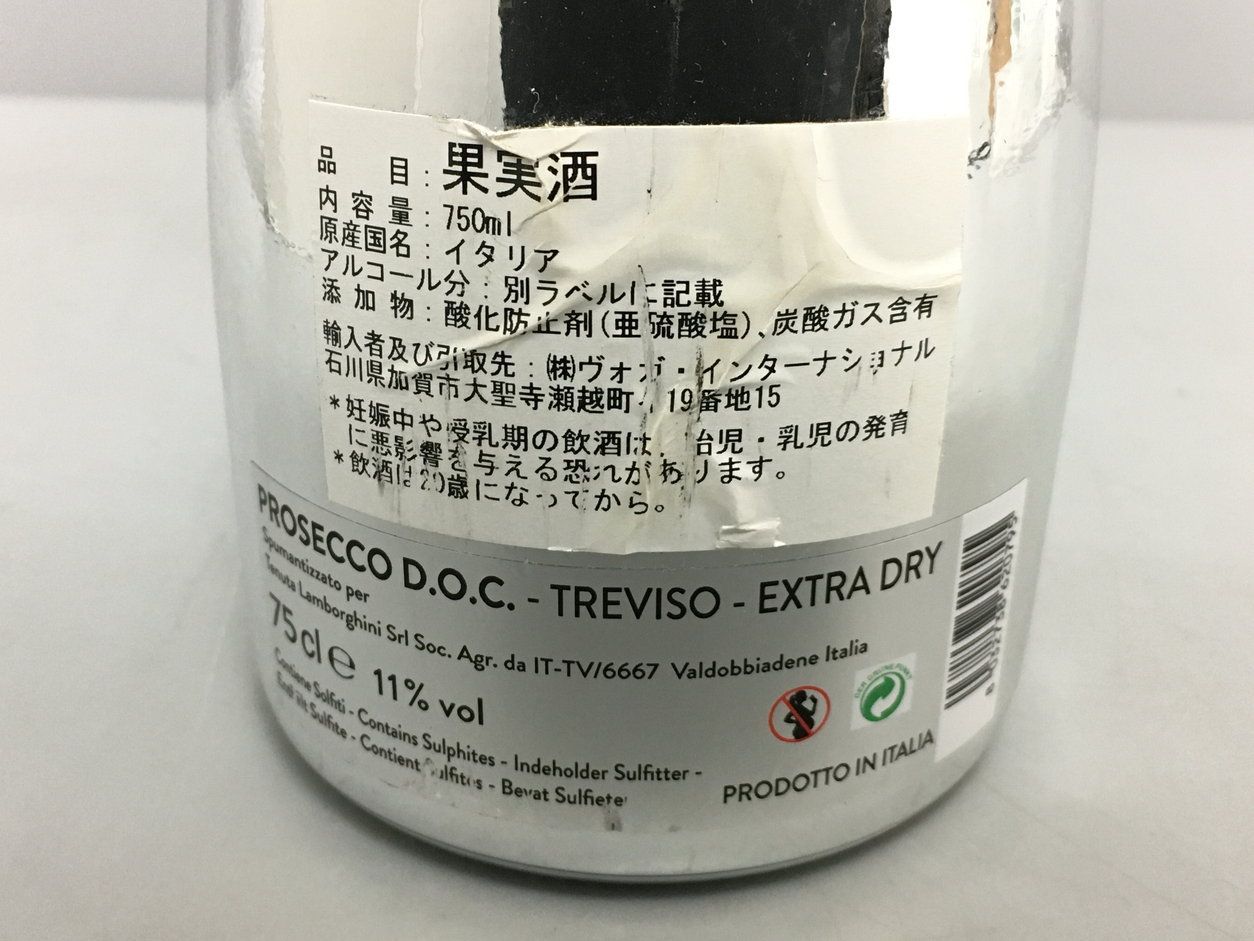 品 目：果実酒
内 容 量：750ml
原産国名：イタリア
アルコール分：別ラベルに記載
添 加 物：酸化防止剤(亜硫酸塩)、炭酸ガス含有
輸入者及び引取先：㈱ヴォガ・インターナショナル
石川県加賀市大聖寺瀬越町 19番地15
*妊娠中や授乳期の飲酒は、胎児・乳児の発育
に悪影響を与える恐れがあります。
*飲酒は20歳になってから。
PROSECCO D.O.C. - TREVISO - EXTRA DRY
Spumantizzato per
Tenuta Lamborghini Srl Soc. Agr. da IT-TV/6667 Valdobbiadene Italia
75 cl e 11% vol
Contiene Solfiti - Contains Sulphites - Indeholder Sulfitter -
Enthält Sulfite - Contient Sulfites - Bevat Sulfieten
DER GRÜNE PUNKT
PRODOTTO IN ITALIA